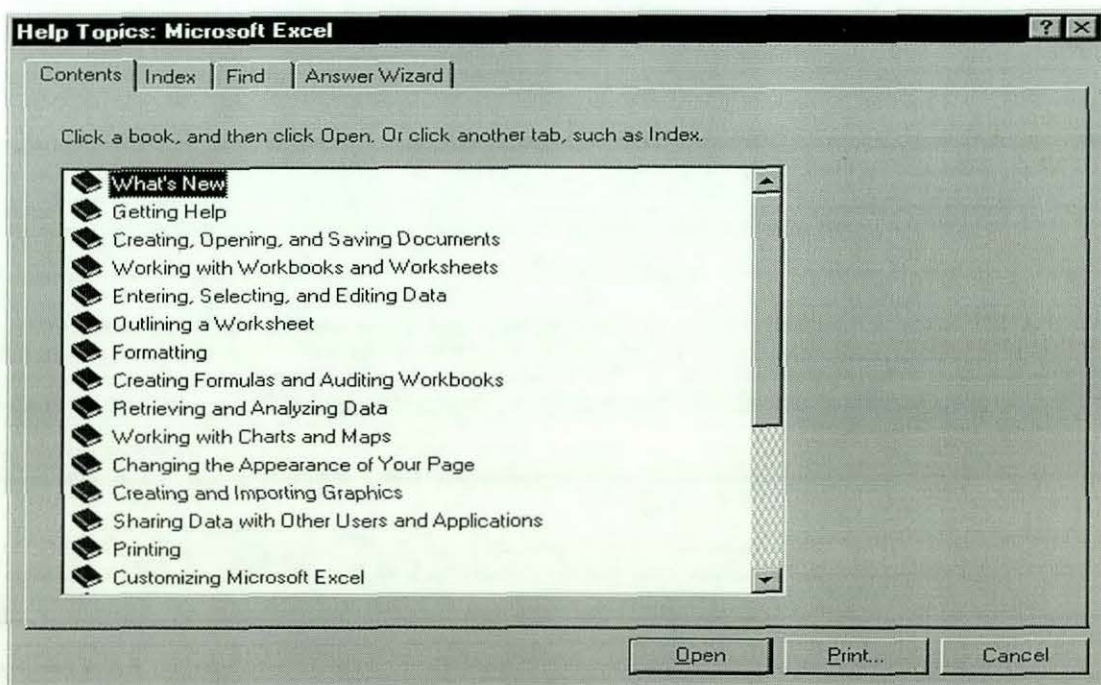 Help Topics: Microsoft Excel
Contents Index Find Answer Wizard
Click a book, and then click Open. Or click another tab, such as Index.
What's New
Getting Help
Creating, Opening, and Saving Documents
Working with Workbooks and Worksheets
Entering, Selecting, and Editing Data
Outlining a Worksheet
Formatting
Creating Formulas and Auditing Workbooks
Retrieving and Analyzing Data
Working with Charts and Maps
Changing the Appearance of Your Page
Creating and Importing Graphics
Sharing Data with Other Users and Applications
Printing
Customizing Microsoft Excel
Open Print... Cancel